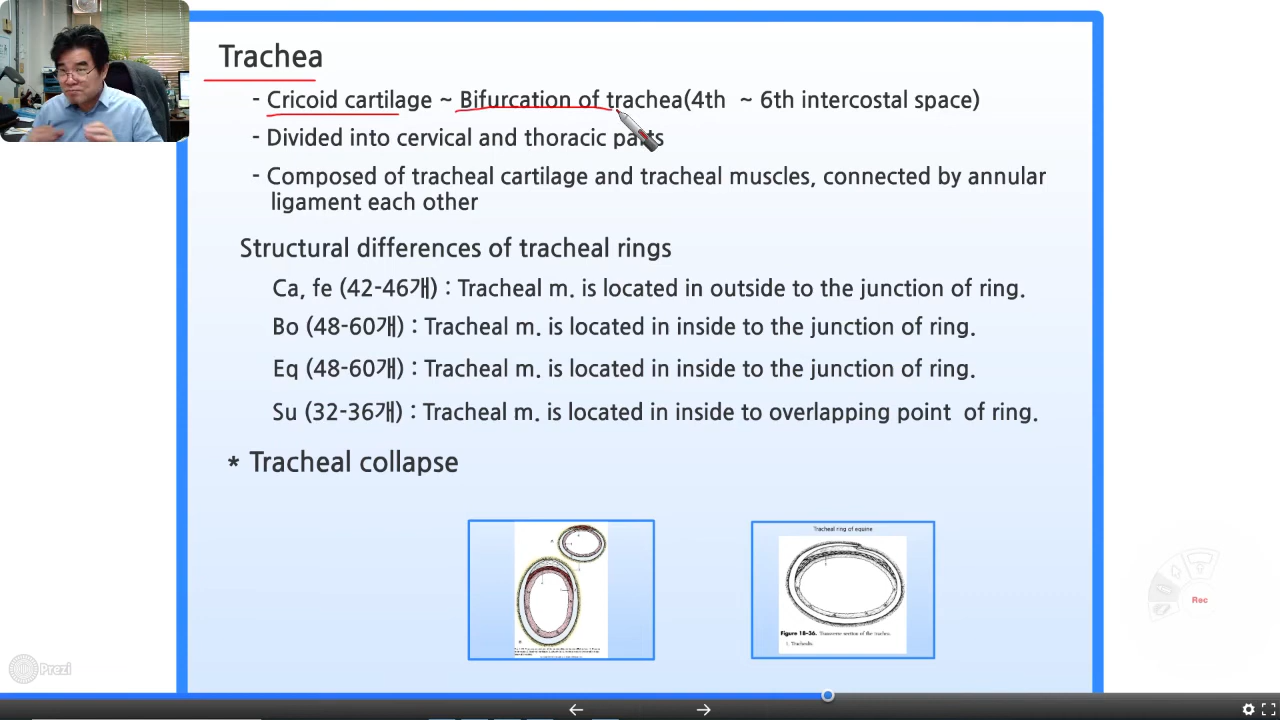 Trachea
- Cricoid cartilage ~ Bifurcation of trachea(4th ~ 6th intercostal space)
- Divided into cervical and thoracic parts
- Composed of tracheal cartilage and tracheal muscles, connected by annular
ligament each other
Structural differences of tracheal rings
Ca, fe (42-46개) : Tracheal m. is located in outside to the junction of ring.
Bo (48-60개) : Tracheal m. is located in inside to the junction of ring.
Eq (48-60개) : Tracheal m. is located in inside to the junction of ring.
Su (32-36개) : Tracheal m. is located in inside to overlapping point of ring.
* Tracheal collapse
Tracheal ring of equine
Figure 18-36. Transverse section of the trachea.
1. Trachealis.
Rec
Prezi